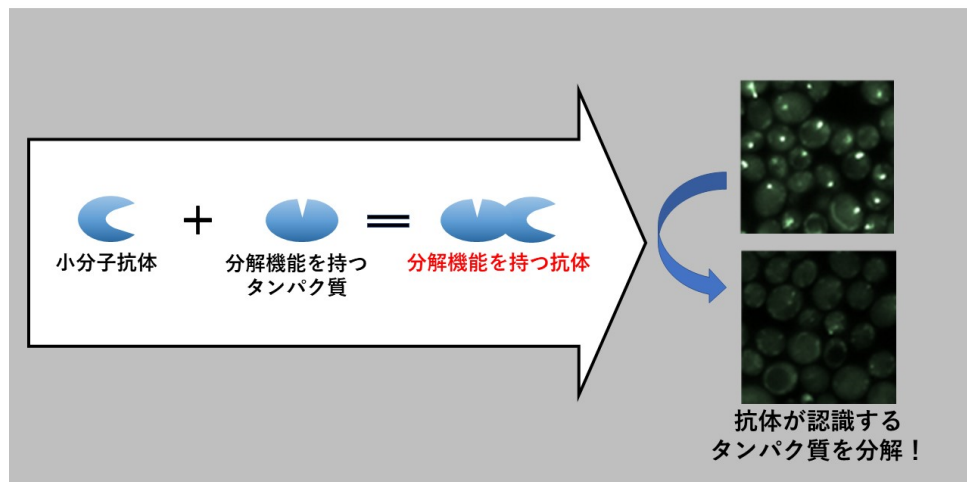 小分子抗体
+
分解機能を持つ
タンパク質
=
分解機能を持つ抗体
抗体が認識する
タンパク質を分解！